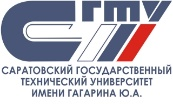 СГТУ
САРАТОВСКИЙ ГОСУДАРСТВЕННЫЙ
ТЕХНИЧЕСКИЙ УНИВЕРСИТЕТ
ИМЕНИ ГАГАРИНА Ю.А.